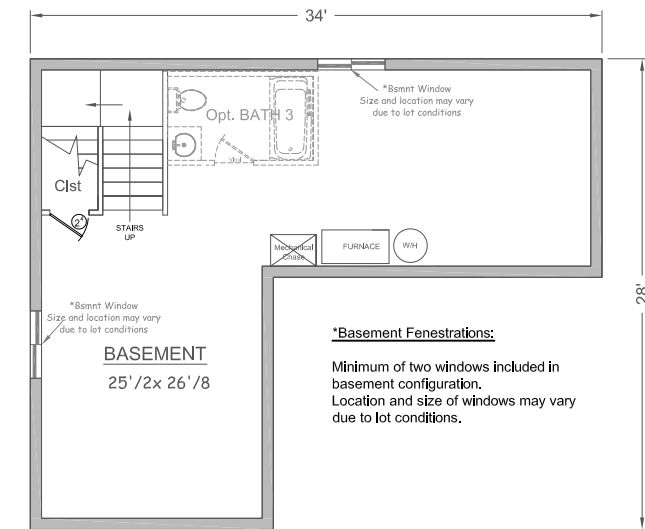 34'
*Bsmnt Window
Size and location may vary
due to lot conditions
Opt. BATH 3
Clst
2⁴
STAIRS
UP
Mechanical
Chase
FURNACE
W/H
28'
*Bsmnt Window
Size and location may vary
due to lot conditions
BASEMENT
25'/2x 26'/8
*Basement Fenestrations:
Minimum of two windows included in
basement configuration.
Location and size of windows may vary
due to lot conditions.